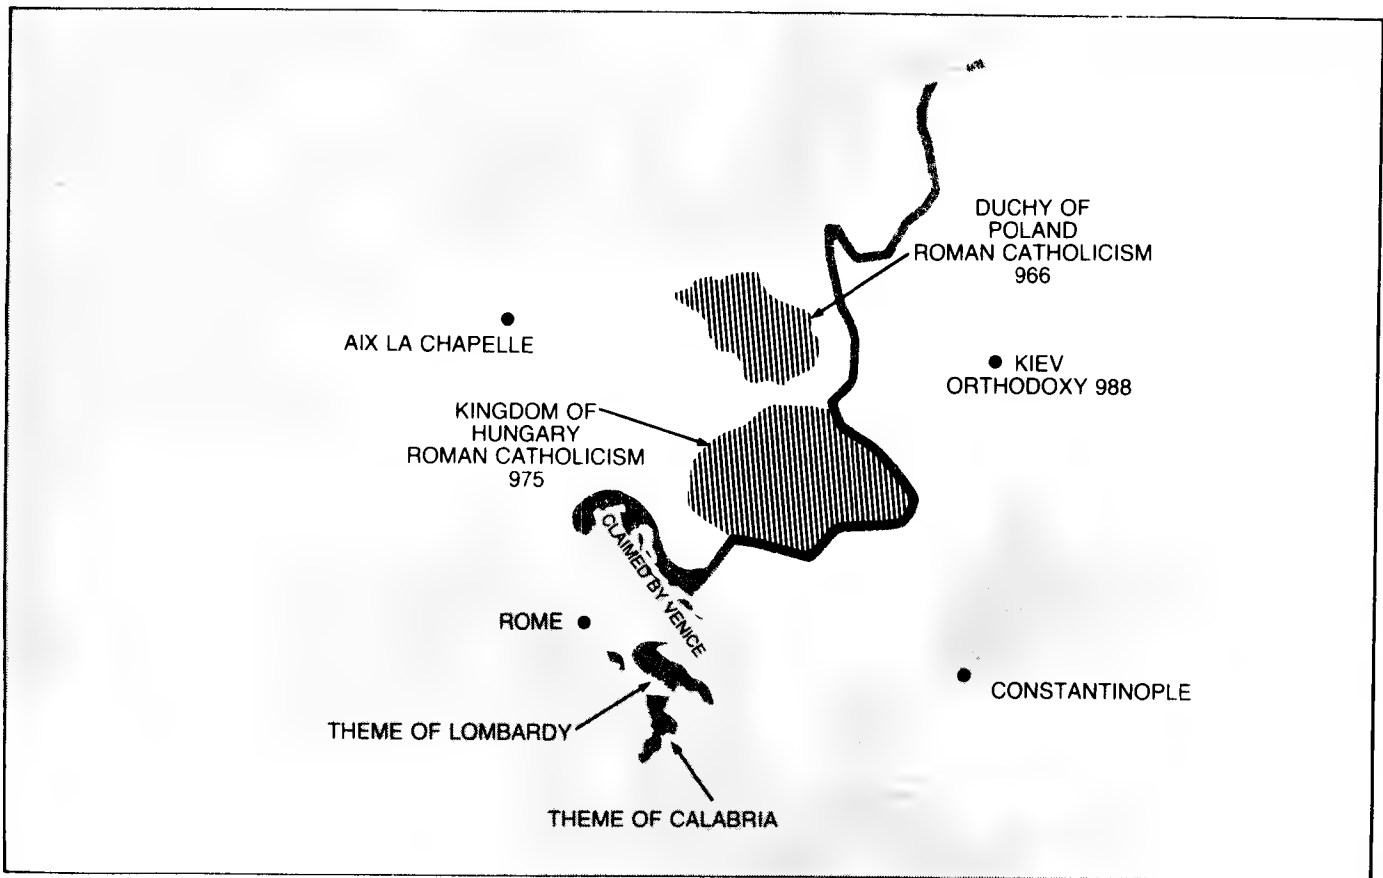 DUCHY OF
POLAND
ROMAN CATHOLICISM
966
AIX LA CHAPELLE
KIEV
ORTHODOXY 988
KINGDOM OF
HUNGARY
ROMAN CATHOLICISM
975
CLAIMED BY VENICE
ROME
CONSTANTINOPLE
THEME OF LOMBARDY
THEME OF CALABRIA